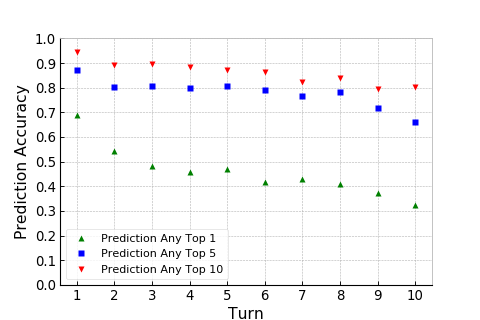 1.0
0.9
0.8
0.7
0.6
0.5
0.4
0.3
0.2
0.1
0.0
Prediction Accuracy
Prediction Any Top 1
Prediction Any Top 5
Prediction Any Top 10
1 2 3 4 5 6 7 8 9 10
Turn